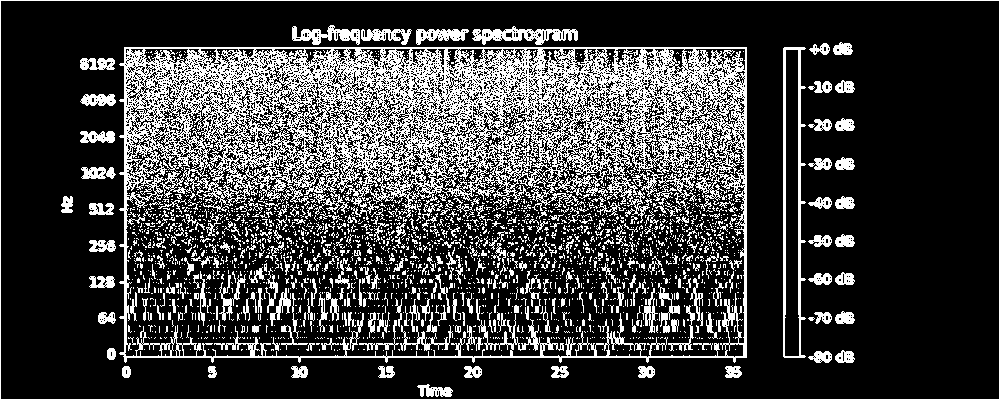 Log-frequency power spectrogram
8192
4096
2048
1024
512
256
128
64
0
Hz
0 5 10 15 20 25 30 35
Time
+0 dB
-10 dB
-20 dB
-30 dB
-40 dB
-50 dB
-60 dB
-70 dB
-80 dB